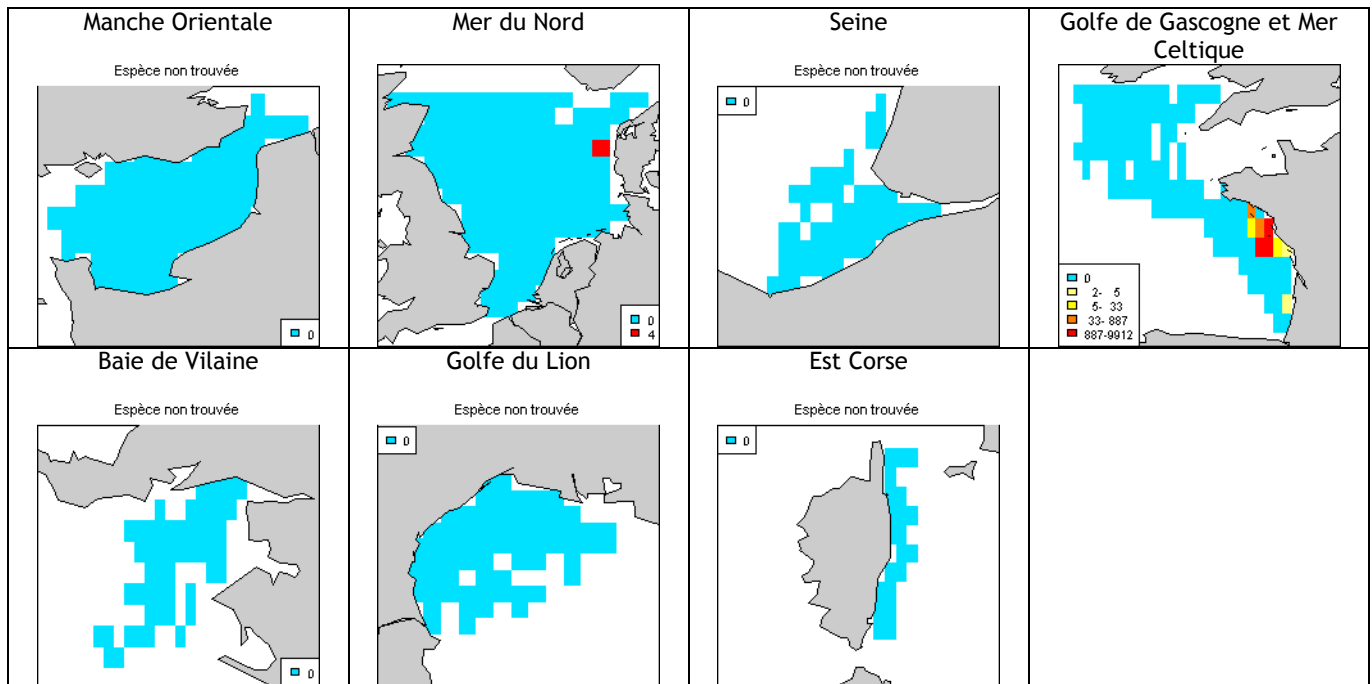 Manche Orientale
Espèce non trouvée
0
Mer du Nord
0
4
Seine
Espèce non trouvée
0
Golfe de Gascogne et Mer
Celtique
0
2- 5
5- 33
33- 887
887-9912
Baie de Vilaine
Espèce non trouvée
0
Golfe du Lion
Espèce non trouvée
0
Est Corse
Espèce non trouvée
0